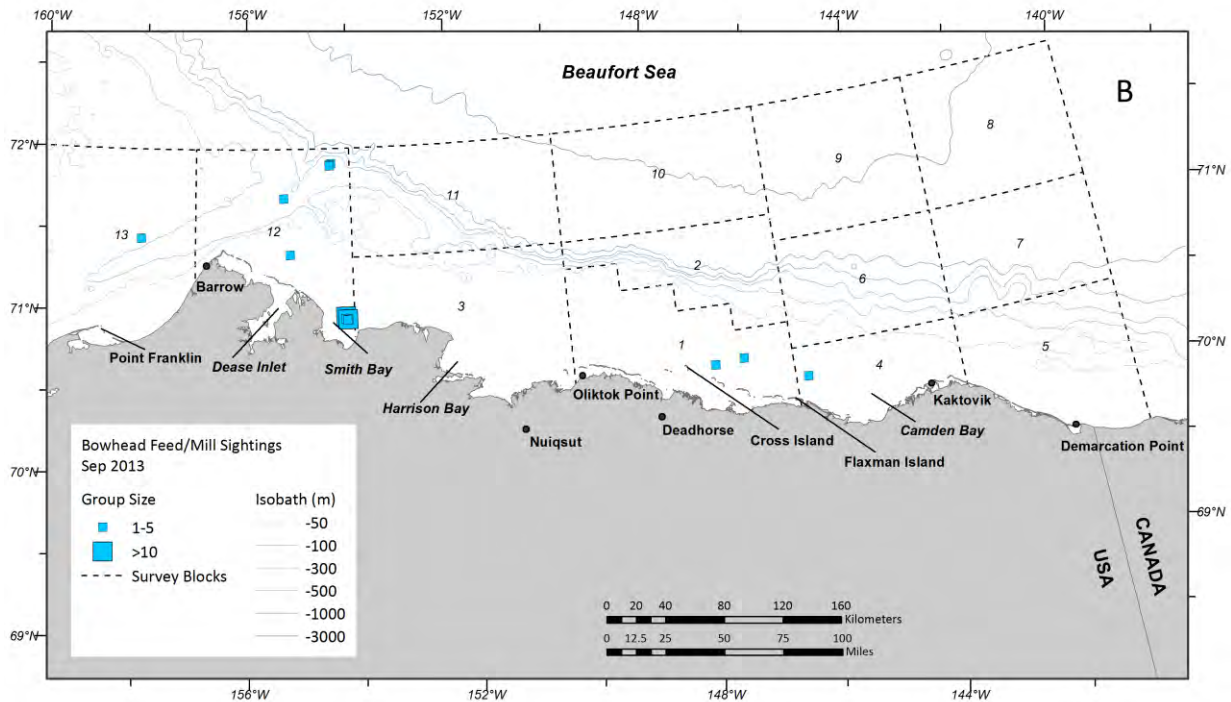 160°W
156°W
152°W
148°W
144°W
140°W
Beaufort Sea
B
72°N
71°N
70°N
69°N
71°N
70°N
69°N
8
9
10
11
7
13
12
2
6
3
1
4
5
Barrow
Point Franklin
Dease Inlet
Smith Bay
Harrison Bay
Oliktok Point
Nuiqsut
Deadhorse
Cross Island
Flaxman Island
Camden Bay
Kaktovik
Demarcation Point
USA
CANADA
Bowhead Feed/Mill Sightings
Sep 2013
Group Size
1-5
>10
Survey Blocks
Isobath (m)
-50
-100
-300
-500
-1000
-3000
0 20 40 80 120 160
Kilometers
0 12.5 25 50 75 100
Miles
156°W
152°W
148°W
144°W